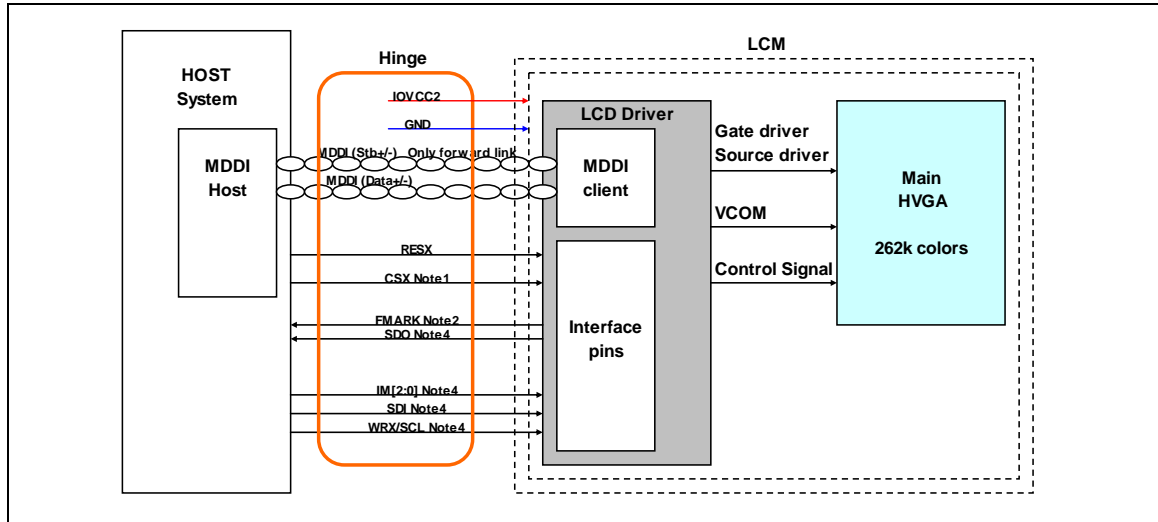 LCM
Hinge
HOST
System
IOVCC2
LCD Driver
GND
Gate driver
Source driver
MDDI (Stb+/-) Only forward link
MDDI
Host
MDDI (Data+/-)
MDDI
client
Main
HVGA
262k colors
VCOM
RESX
Control Signal
CSX Note1
FMARK Note2
SDO Note4
Interface
pins
IM[2:0] Note4
SDI Note4
WRX/SCL Note4